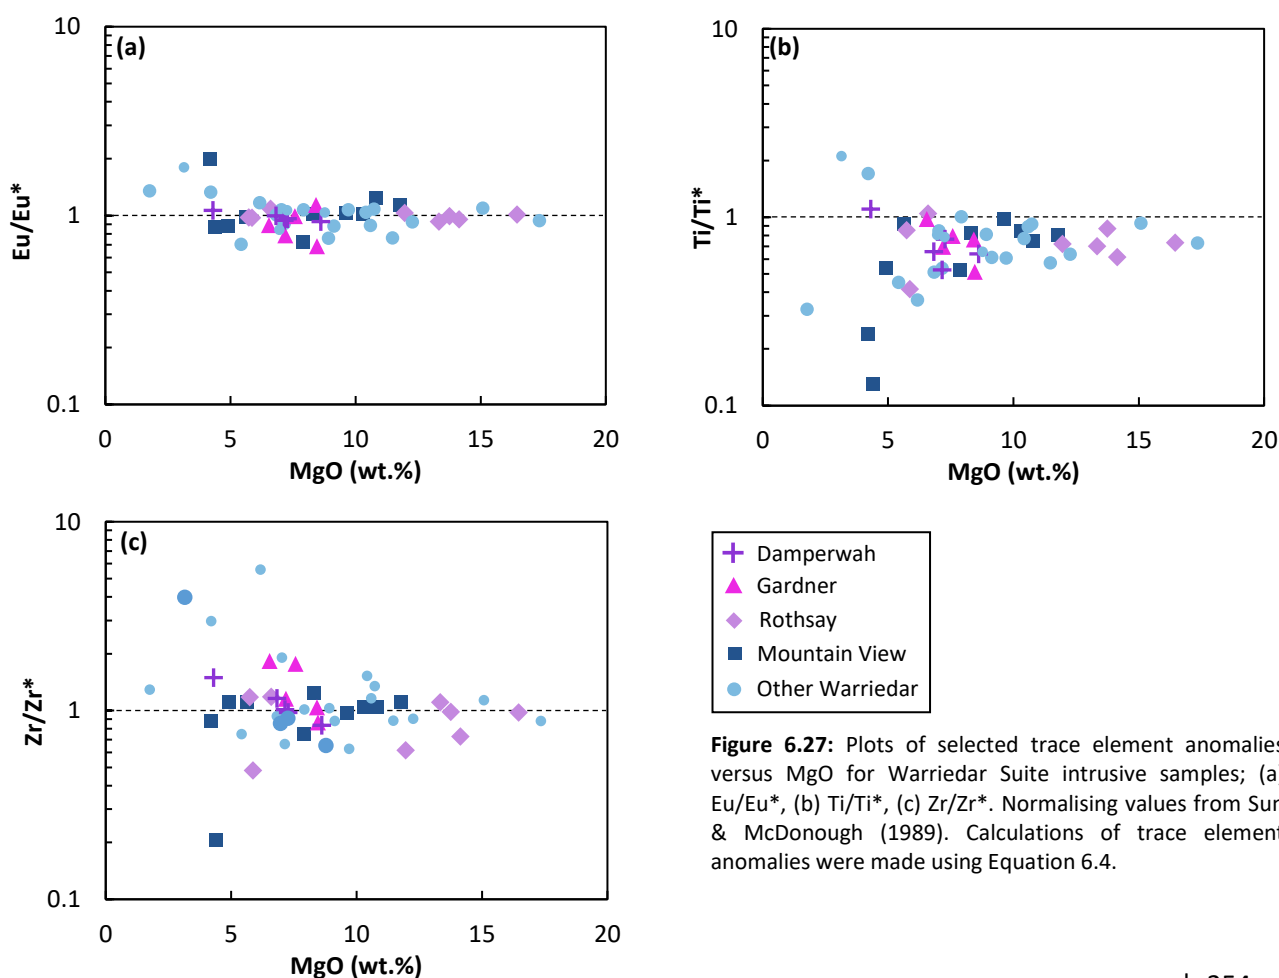 10
(a)
Eu/Eu*
1
0.1
0 5 10 15 20
MgO (wt.%)
10
(b)
Ti/Ti*
1
0.1
0 5 10 15 20
MgO (wt.%)
10
(c)
Zr/Zr*
1
0.1
0 5 10 15 20
MgO (wt.%)
Damperwah
Gardner
Rothsay
Mountain View
Other Warriedar
Figure 6.27: Plots of selected trace element anomalies
versus MgO for Warriedar Suite intrusive samples; (a)
Eu/Eu*, (b) Ti/Ti*, (c) Zr/Zr*. Normalising values from Sun
& McDonough (1989). Calculations of trace element
anomalies were made using Equation 6.4.